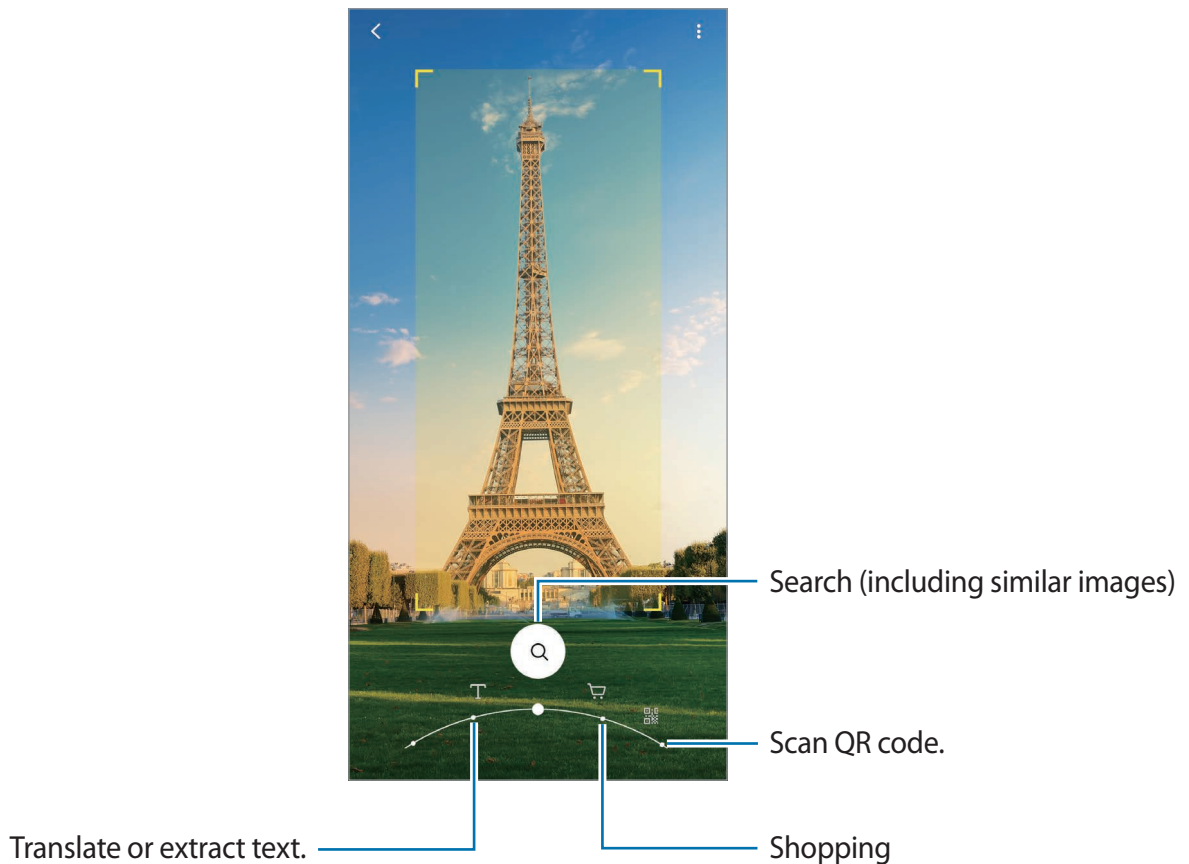 Search (including similar images)
T
Scan QR code.
Translate or extract text.
Shopping